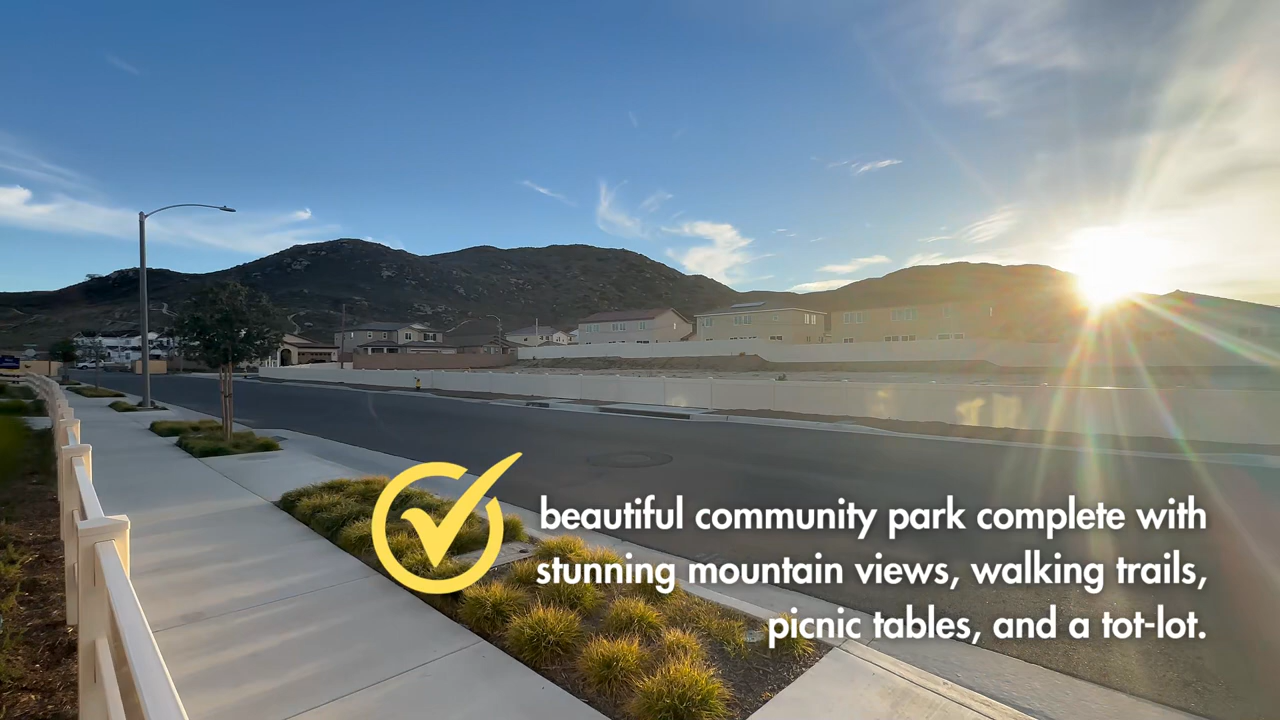 beautiful community park complete with
stunning mountain views, walking trails,
picnic tables, and a tot-lot.